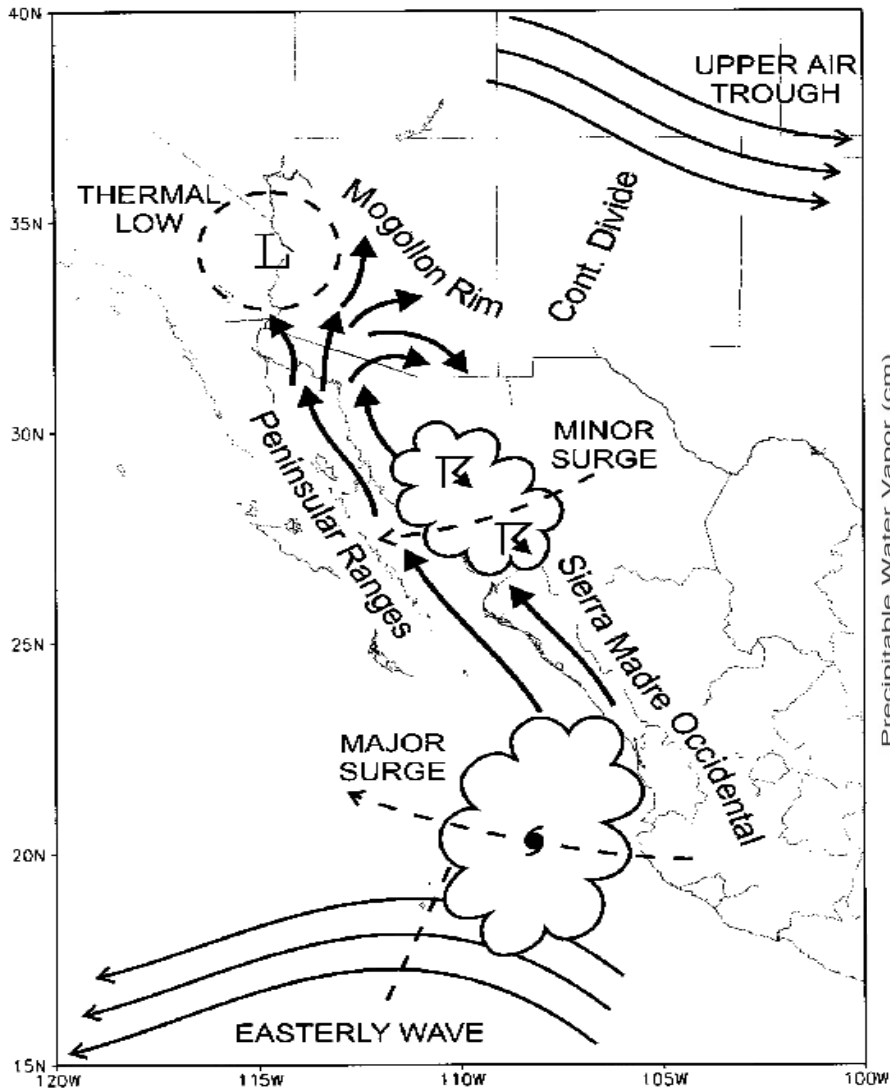 40N
35N
30N
25N
20N
15N
120W
115W
110W
105W
100W
UPPER AIR
TROUGH
THERMAL
LOW
L
Mogollon Rim
Cont. Divide
MINOR
SURGE
Peninsular Ranges
Sierra Madre Occidental
MAJOR
SURGE
EASTERLY WAVE
Precipitable Water Vapor (cm)